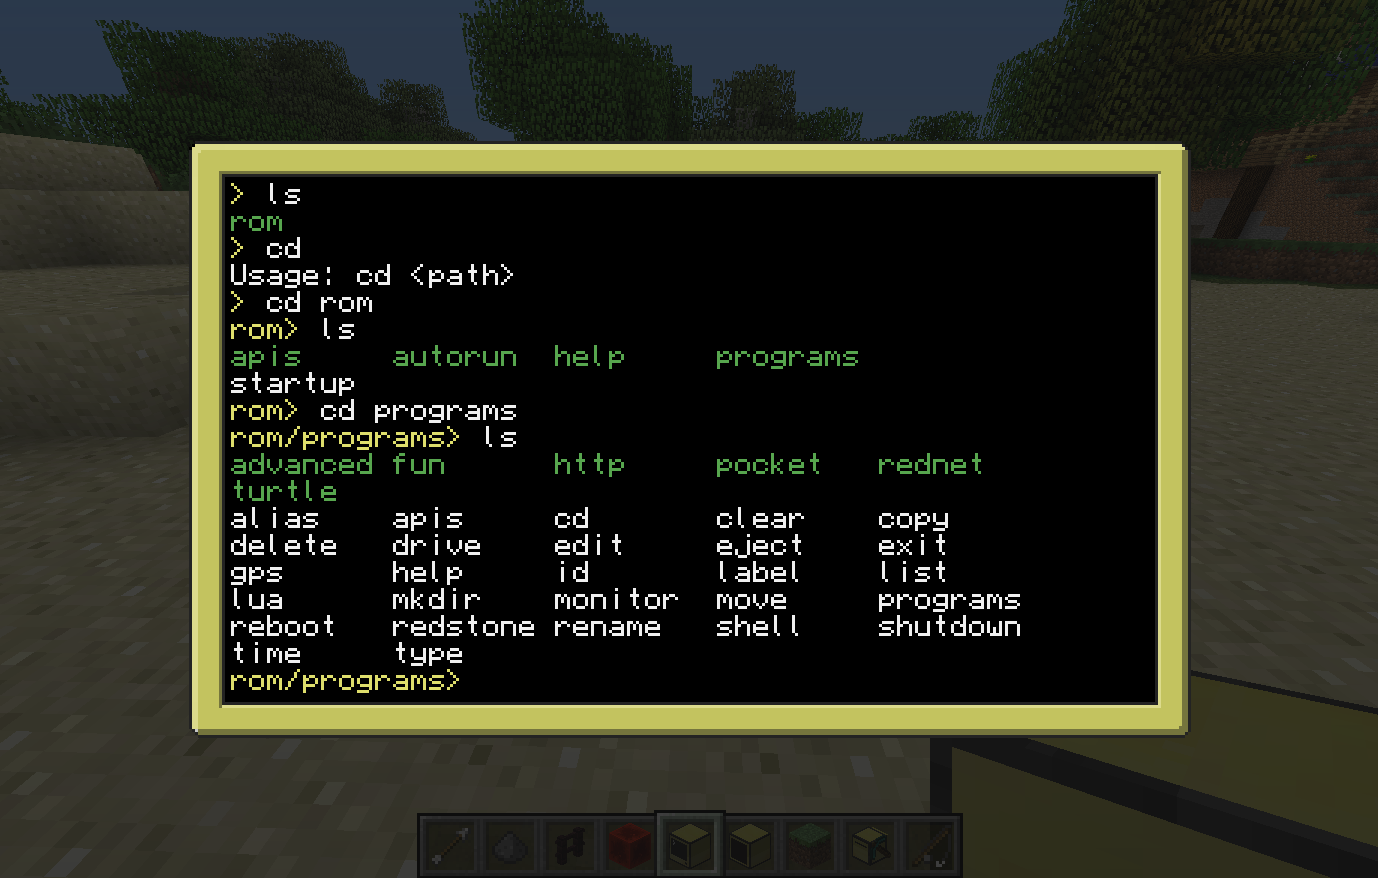 > ls
rom
> cd
Usage: cd <path>
> cd rom
rom> ls
apis autorun help programs
startup
rom> cd programs
rom/programs> ls
advanced fun http pocket rednet
turtle
alias apis cd clear copy
delete drive edit eject exit
gps help id label list
lua mkdir monitor move programs
reboot redstone rename shell shutdown
time type
rom/programs>